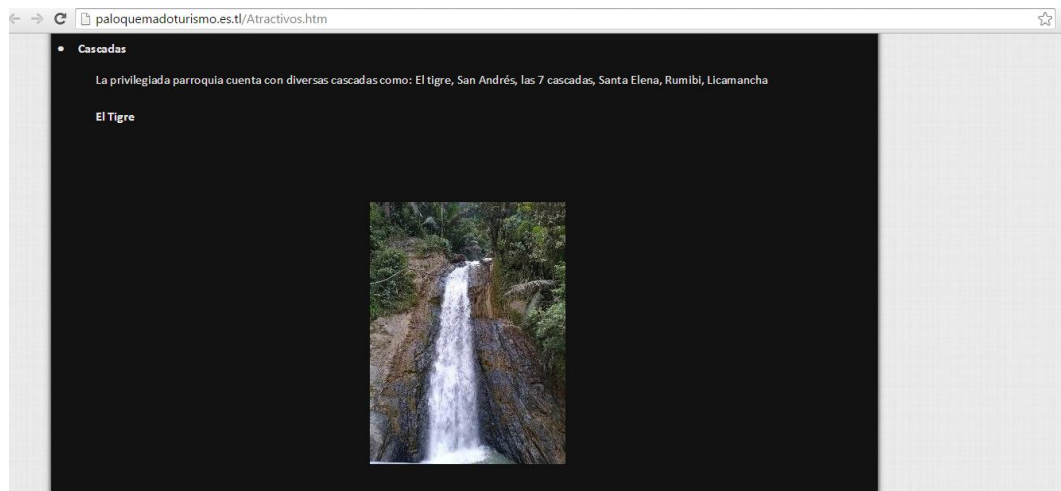 paloquemadoturismo.es.tl/Atractivos.htm
Cascadas
La privilegiada parroquia cuenta con diversas cascadas como: El tigre, San Andrés, las 7 cascadas, Santa Elena, Rumibi, Licamancha
El Tigre